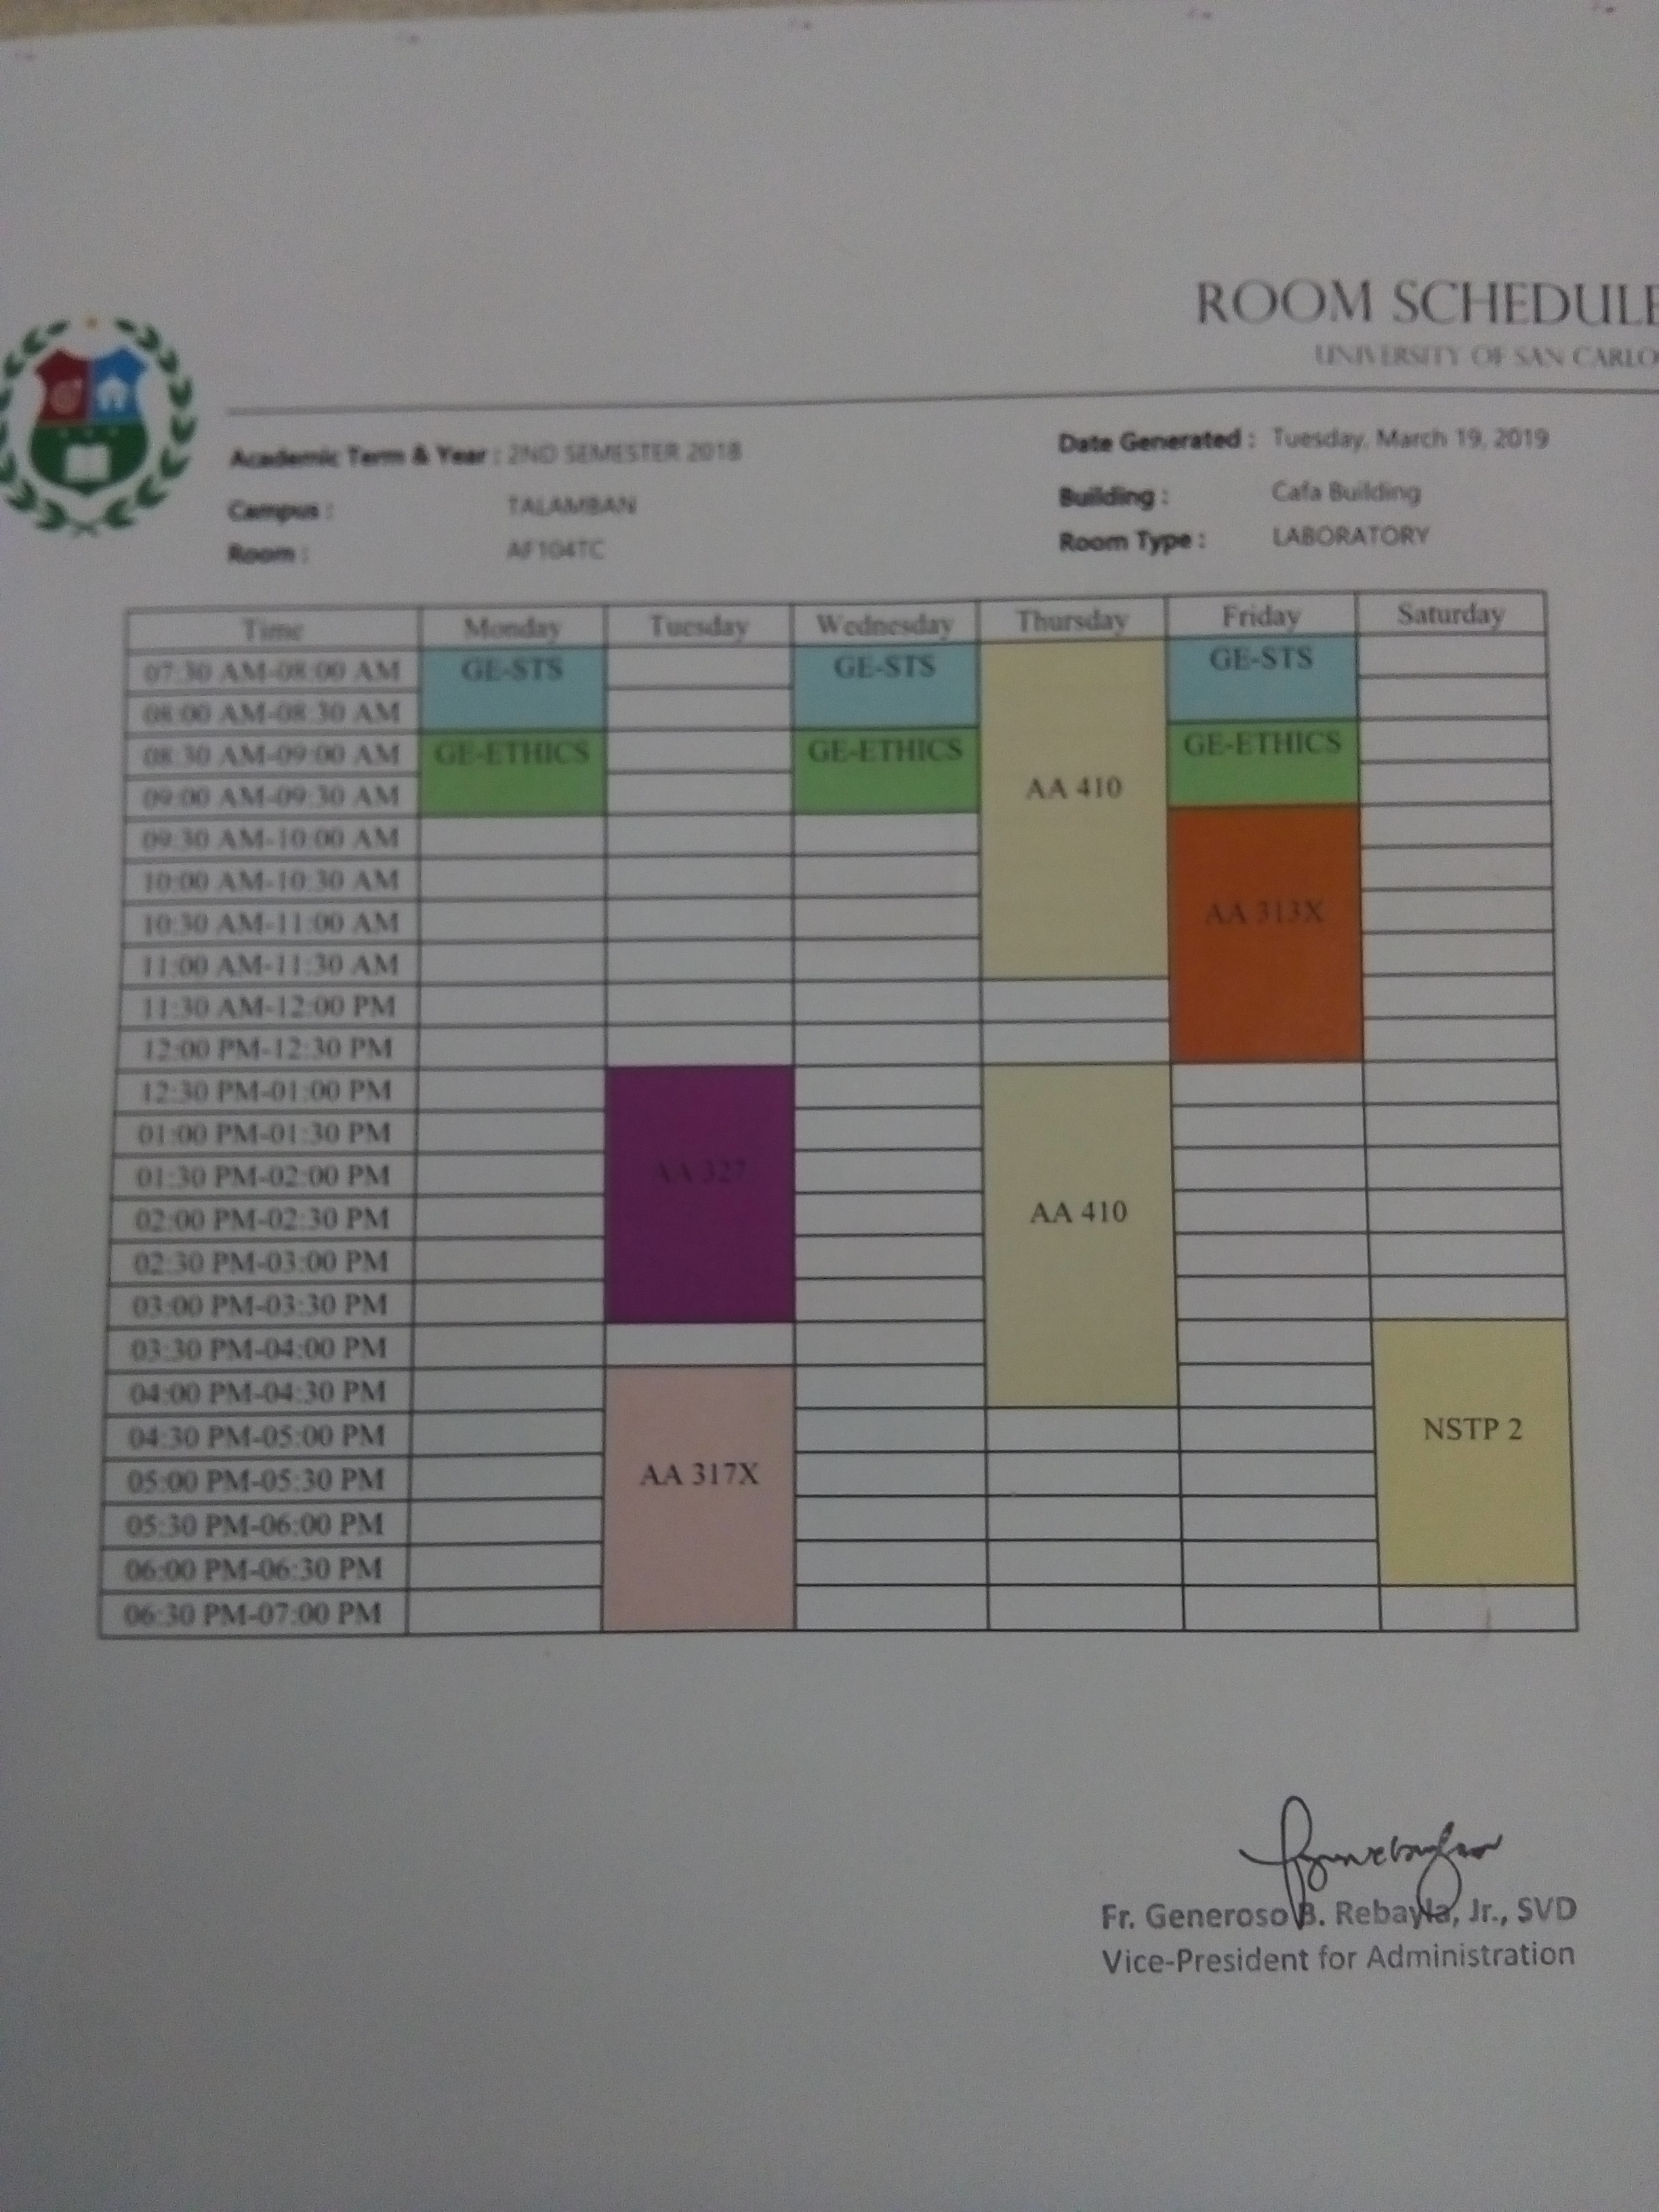 ROOM SCHEDULE
UNIVERSITY OF SAN CARLO
Academic Term & Year : 2ND SEMESTER 2018
Date Generated : Tuesday, March 19, 2019
Campus : TALAMBAN
Building : Cafa Building
Room : AF104TC
Room Type : LABORATORY
Time Monday Tuesday Wednesday Thursday Friday Saturday
07:30 AM-08:00 AM GE-STS GE-STS GE-STS
08:00 AM-08:30 AM
08:30 AM-09:00 AM GE-ETHICS GE-ETHICS GE-ETHICS
09:00 AM-09:30 AM AA 410
09:30 AM-10:00 AM
10:00 AM-10:30 AM
10:30 AM-11:00 AM AA 313X
11:00 AM-11:30 AM
11:30 AM-12:00 PM
12:00 PM-12:30 PM
12:30 PM-01:00 PM
01:00 PM-01:30 PM
01:30 PM-02:00 PM AA 327
02:00 PM-02:30 PM AA 410
02:30 PM-03:00 PM
03:00 PM-03:30 PM
03:30 PM-04:00 PM
04:00 PM-04:30 PM
04:30 PM-05:00 PM NSTP 2
05:00 PM-05:30 PM AA 317X
05:30 PM-06:00 PM
06:00 PM-06:30 PM
06:30 PM-07:00 PM
Fr. Generoso B. Rebayla, Jr., SVD
Vice-President for Administration